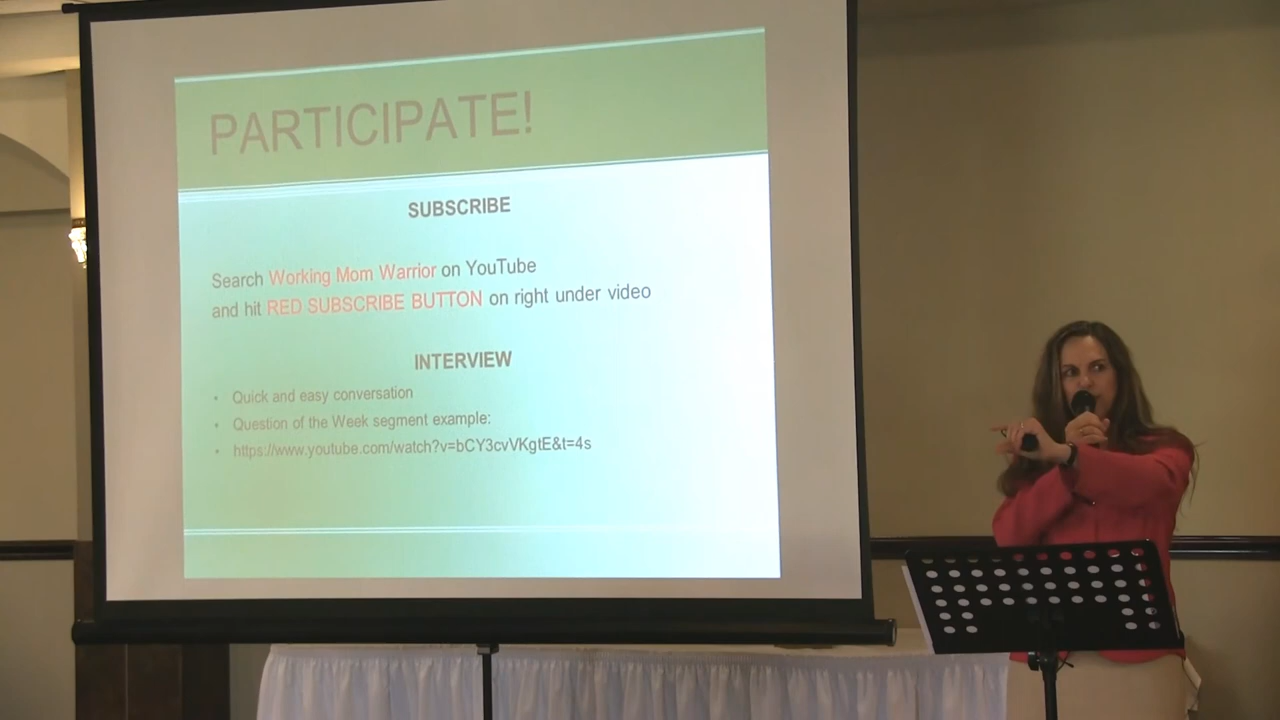 PARTICIPATE!
SUBSCRIBE
Search Working Mom Warrior on YouTube
and hit RED SUBSCRIBE BUTTON on right under video
INTERVIEW
• Quick and easy conversation
• Question of the Week segment example:
• https://www.youtube.com/watch?v=bCY3cvVKgtE&t=4s